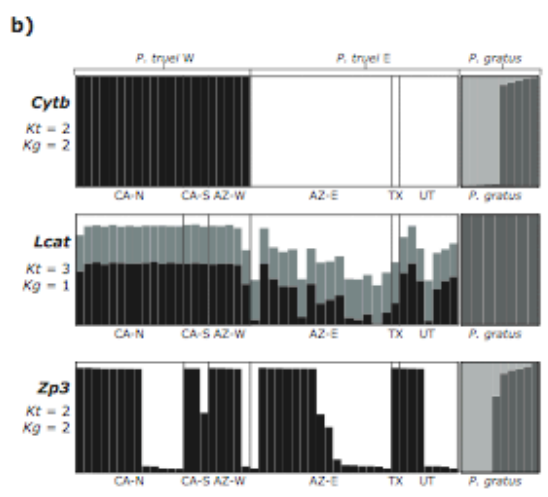 b)
P. truei W P. truei E P. gratus
Cytb
Kt = 2
Kg = 2
CA-N CA-S AZ-W AZ-E TX UT P. gratus
Lcat
Kt = 3
Kg = 1
CA-N CA-S AZ-W AZ-E TX UT P. gratus
Zp3
Kt = 2
Kg = 2
CA-N CA-S AZ-W AZ-E TX UT P. gratus